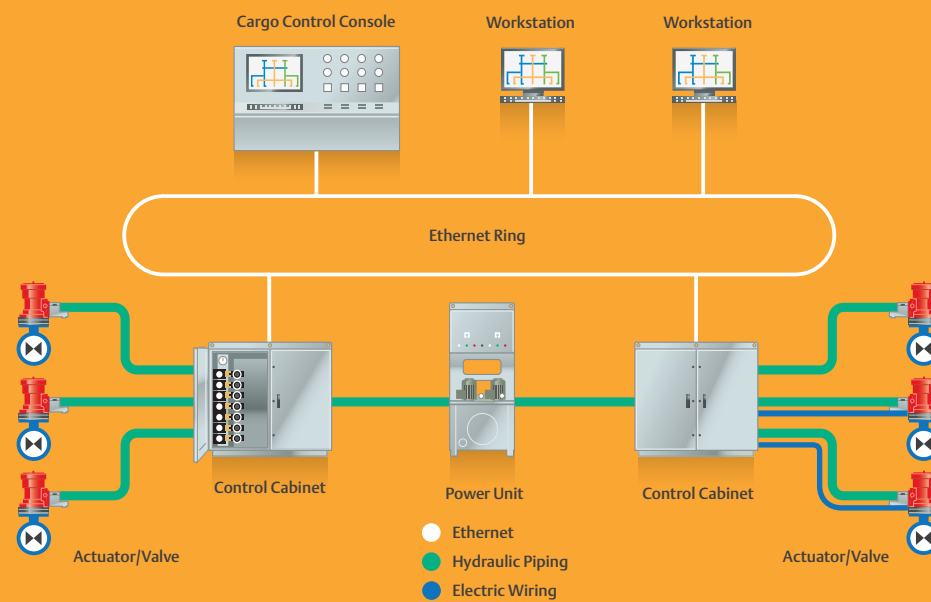 Cargo Control Console
Workstation
Workstation
Ethernet Ring
Control Cabinet
Power Unit
Control Cabinet
Actuator/Valve
Actuator/Valve
Ethernet
Hydraulic Piping
Electric Wiring